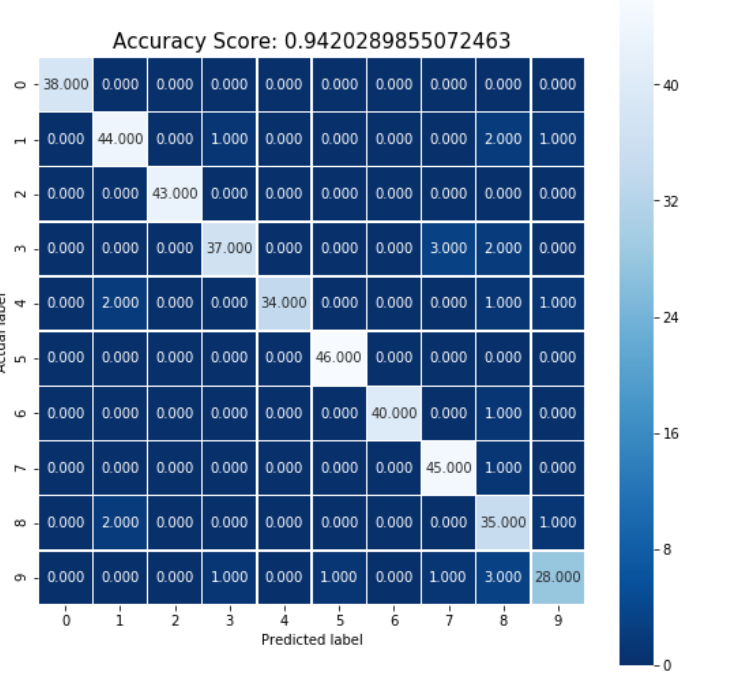 Accuracy Score: 0.9420289855072463
0 38.000 0.000 0.000 0.000 0.000 0.000 0.000 0.000 0.000 0.000
1 0.000 44.000 0.000 1.000 0.000 0.000 0.000 0.000 2.000 1.000
2 0.000 0.000 43.000 0.000 0.000 0.000 0.000 0.000 0.000 0.000
3 0.000 0.000 0.000 37.000 0.000 0.000 0.000 3.000 2.000 0.000
4 0.000 2.000 0.000 0.000 34.000 0.000 0.000 0.000 1.000 1.000
5 0.000 0.000 0.000 0.000 0.000 46.000 0.000 0.000 0.000 0.000
6 0.000 0.000 0.000 0.000 0.000 0.000 40.000 0.000 1.000 0.000
7 0.000 0.000 0.000 0.000 0.000 0.000 0.000 45.000 1.000 0.000
8 0.000 2.000 0.000 0.000 0.000 0.000 0.000 0.000 35.000 1.000
9 0.000 0.000 0.000 1.000 0.000 1.000 0.000 1.000 3.000 28.000
0 1 2 3 4 5 6 7 8 9
Predicted label
Actual label
40
32
24
16
8
0